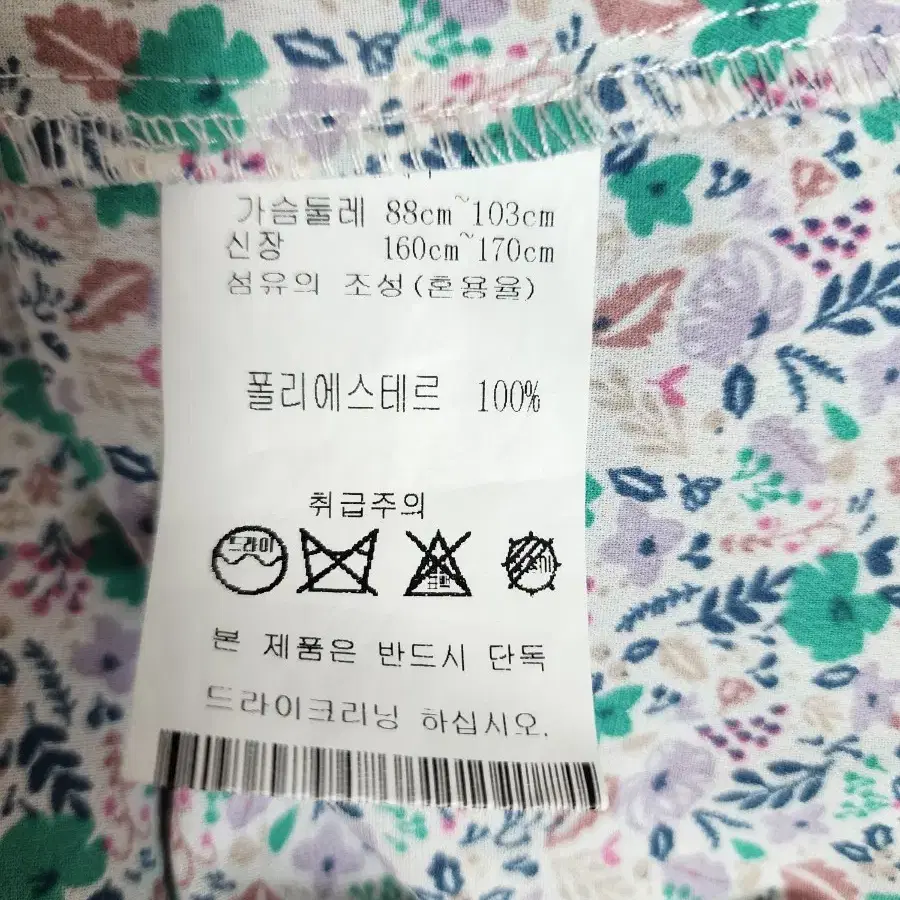 가슴둘레 88cm~103cm
신장 160cm~170cm
섬유의 조성(혼용율)
폴리에스테르 100%
취급주의
드라이
표백
본 제품은 반드시 단독
드라이크리닝 하십시오.